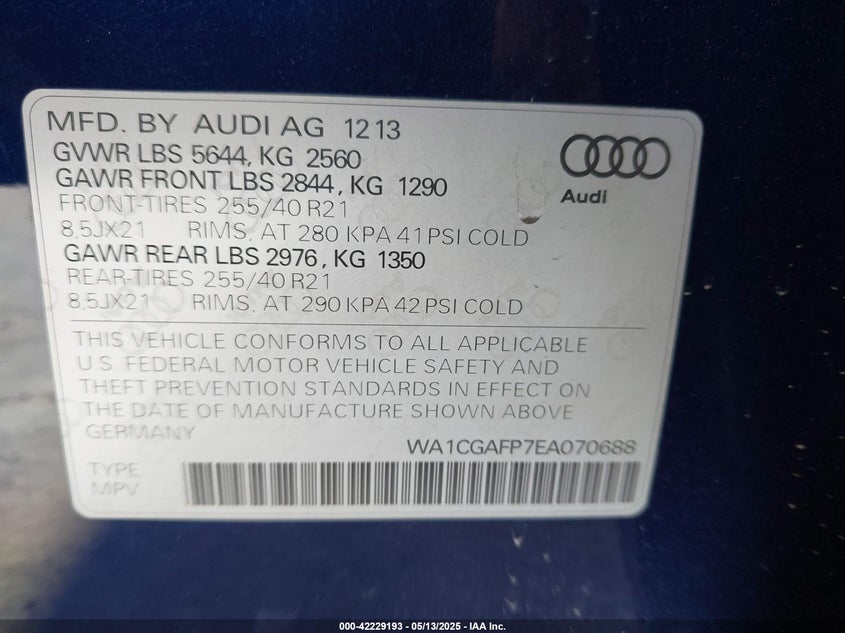 MFD. BY AUDI AG 12 13
GVWR LBS 5644, KG 2560
GAWR FRONT LBS 2844, KG 1290
FRONT-TIRES 255/40 R21
8,5JX21 RIMS, AT 280 KPA 41 PSI COLD
GAWR REAR LBS 2976, KG 1350
REAR-TIRES 255/40 R21
8,5JX21 RIMS, AT 290 KPA 42 PSI COLD
Audi
THIS VEHICLE CONFORMS TO ALL APPLICABLE
U.S. FEDERAL MOTOR VEHICLE SAFETY AND
THEFT PREVENTION STANDARDS IN EFFECT ON
THE DATE OF MANUFACTURE SHOWN ABOVE
GERMANY
WA1CGAFP7EA070688
TYPE
MPV
000-42229193 - 05/13/2025 - IAA Inc.